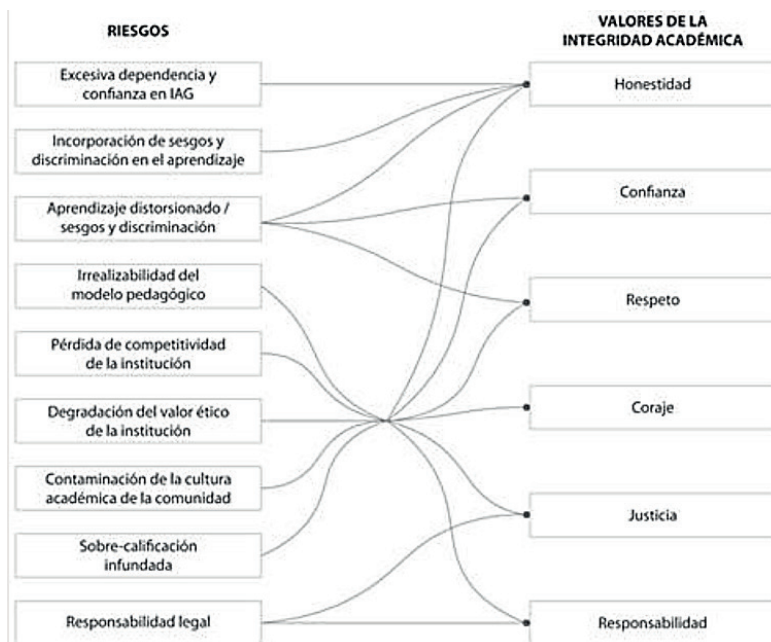 RIESGOS
Excesiva dependencia y
confianza en IAG
Incorporación de sesgos y
discriminación en el aprendizaje
Aprendizaje distorsionado /
sesgos y discriminación
Irrealizabilidad del
modelo pedagógico
Pérdida de competitividad
de la institución
Degradación del valor ético
de la institución
Contaminación de la cultura
académica de la comunidad
Sobre-calificación
infundada
Responsabilidad legal
VALORES DE LA
INTEGRIDAD ACADÉMICA
Honestidad
Confianza
Respeto
Coraje
Justicia
Responsabilidad